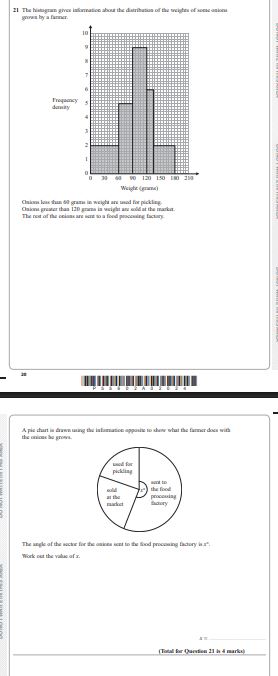 21 The histogram gives information about the distribution of the weights of some onions
grown by a farmer.
10
9
8
7
6
Frequency
density
5
4
3
2
1
0
0 30 60 90 120 150 180 210
Weight (grams)
Onions less than 60 grams in weight are used for pickling.
Onions greater than 120 grams in weight are sold at the market.
The rest of the onions are sent to a food processing factory.
20
A pie chart is drawn using the information opposite to show what the farmer does with
the onions he grows.
used for
pickling
sold
at the
market
x°
sent to
the food
processing
factory
The angle of the sector for the onions sent to the food processing factory is x°.
Work out the value of x.
x =
(Total for Question 21 is 4 marks)